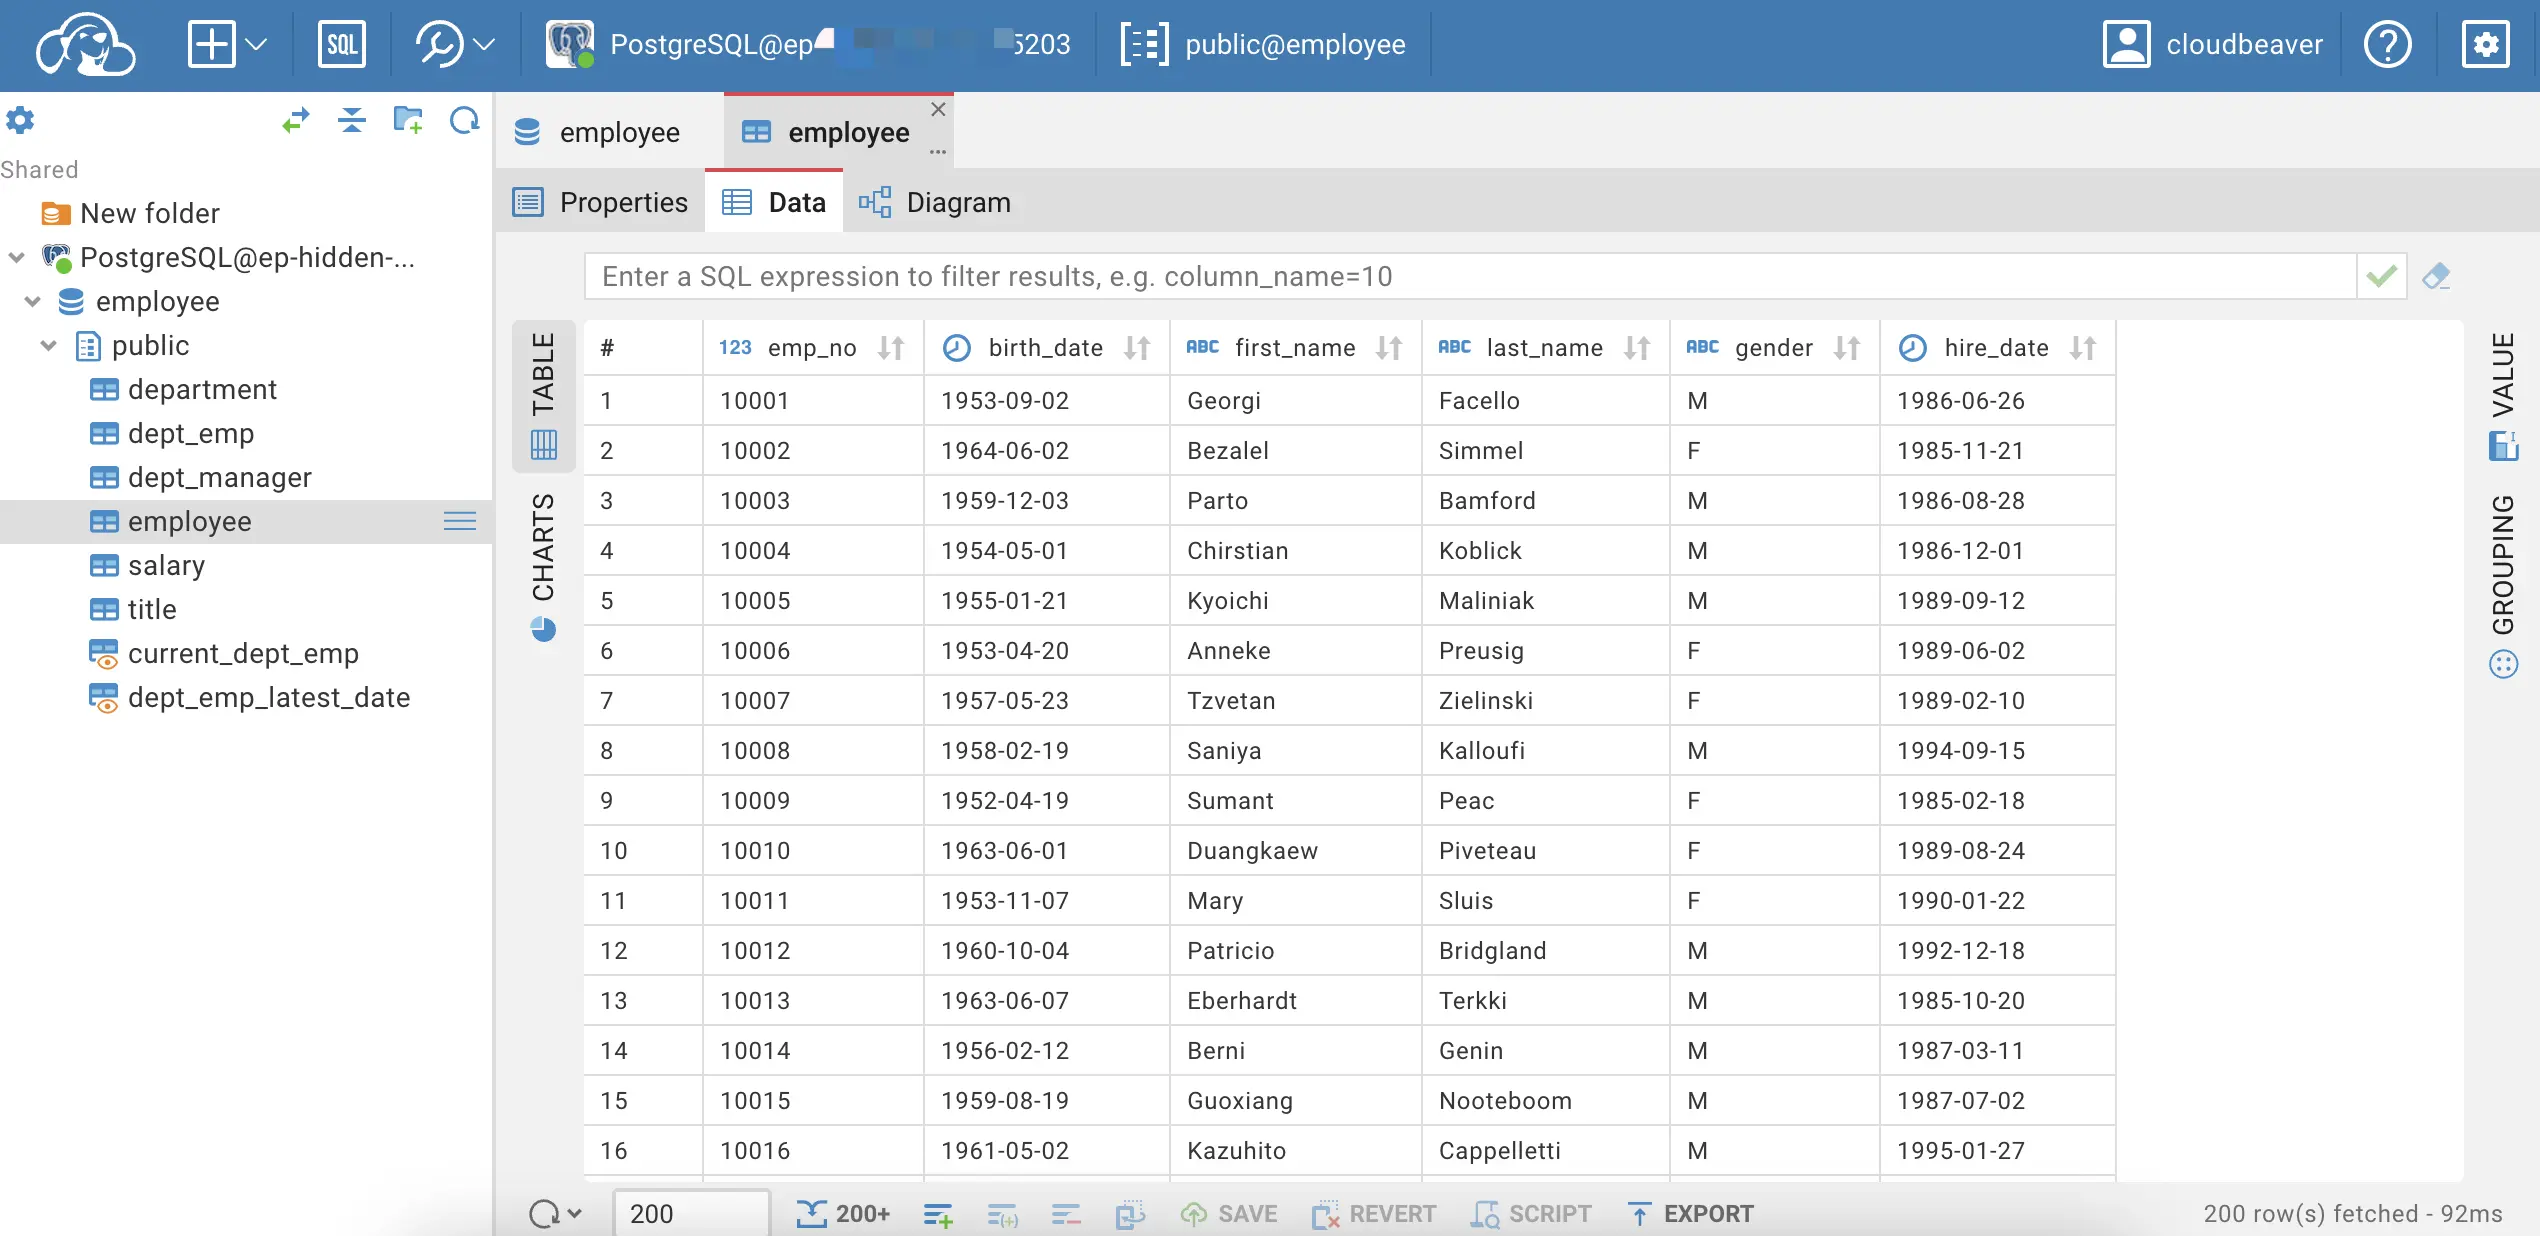 SQL PostgreSQL@ep 5203 public@employee cloudbeaver
Shared
New folder
PostgreSQL@ep-hidden-...
employee
public
department
dept_emp
dept_manager
employee
salary
title
current_dept_emp
dept_emp_latest_date
employee employee
Properties Data Diagram
Enter a SQL expression to filter results, e.g. column_name=10
TABLE
CHARTS
# 123 emp_no birth_date ABC first_name ABC last_name ABC gender hire_date
1 10001 1953-09-02 Georgi Facello M 1986-06-26
2 10002 1964-06-02 Bezalel Simmel F 1985-11-21
3 10003 1959-12-03 Parto Bamford M 1986-08-28
4 10004 1954-05-01 Chirstian Koblick M 1986-12-01
5 10005 1955-01-21 Kyoichi Maliniak M 1989-09-12
6 10006 1953-04-20 Anneke Preusig F 1989-06-02
7 10007 1957-05-23 Tzvetan Zielinski F 1989-02-10
8 10008 1958-02-19 Saniya Kalloufi M 1994-09-15
9 10009 1952-04-19 Sumant Peac F 1985-02-18
10 10010 1963-06-01 Duangkaew Piveteau F 1989-08-24
11 10011 1953-11-07 Mary Sluis F 1990-01-22
12 10012 1960-10-04 Patricio Bridgland M 1992-12-18
13 10013 1963-06-07 Eberhardt Terkki M 1985-10-20
14 10014 1956-02-12 Berni Genin M 1987-03-11
15 10015 1959-08-19 Guoxiang Nooteboom M 1987-07-02
16 10016 1961-05-02 Kazuhito Cappelletti M 1995-01-27
VALUE
GROUPING
200 200+ SAVE REVERT SCRIPT EXPORT 200 row(s) fetched - 92ms